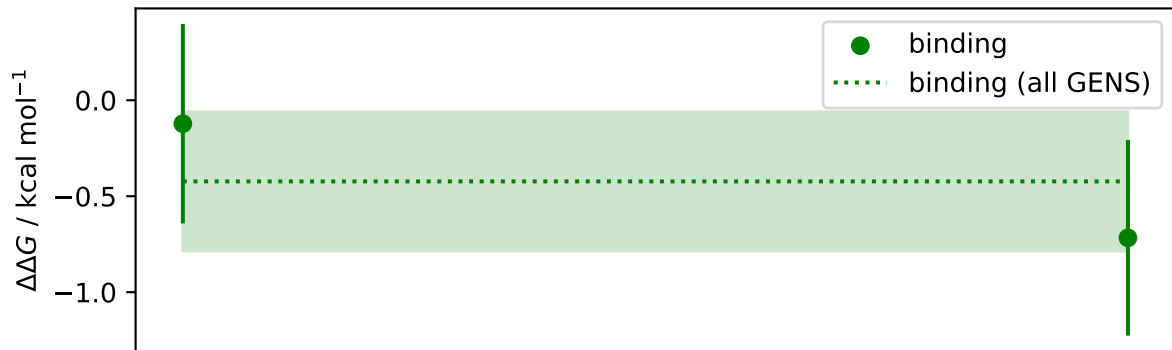 binding
binding (all GENS)
0.0
−0.5
−1.0
ΔΔG / kcal mol⁻¹